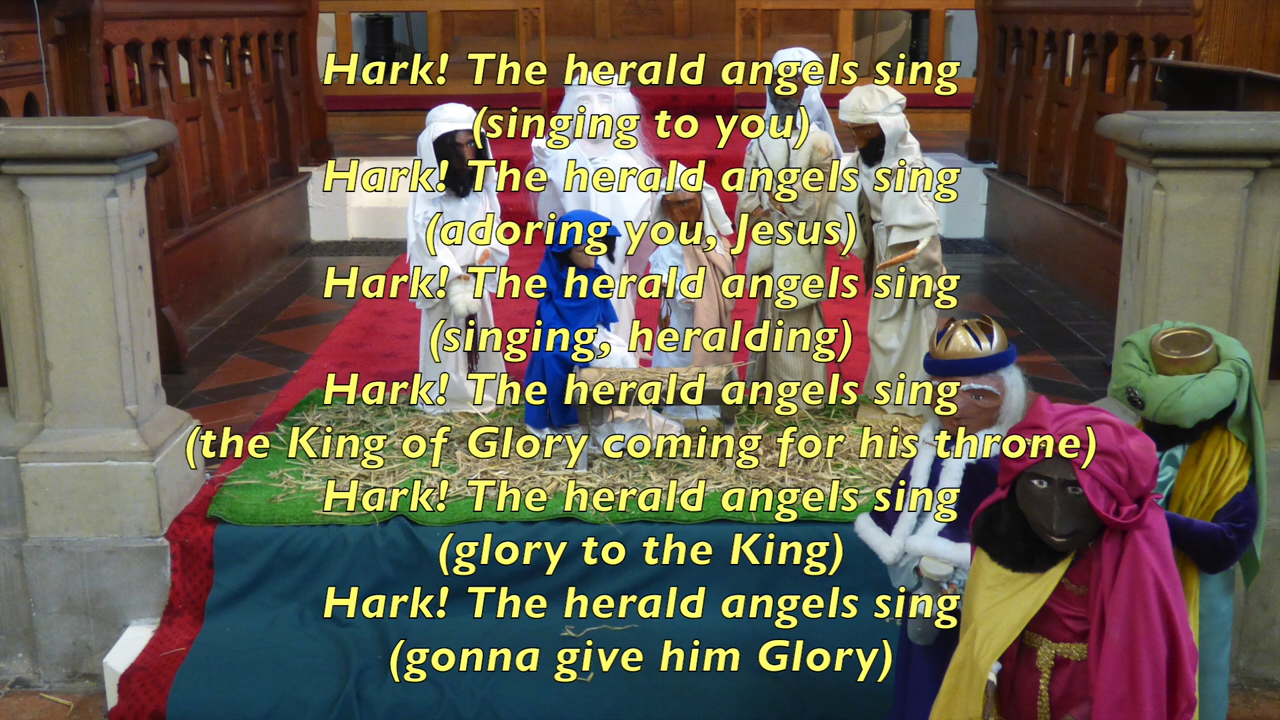 Hark! The herald angels sing
(singing to you)
Hark! The herald angels sing
(adoring you, Jesus)
Hark! The herald angels sing
(singing, heralding)
Hark! The herald angels sing
(the King of Glory coming for his throne)
Hark! The herald angels sing
(glory to the King)
Hark! The herald angels sing
(gonna give him Glory)